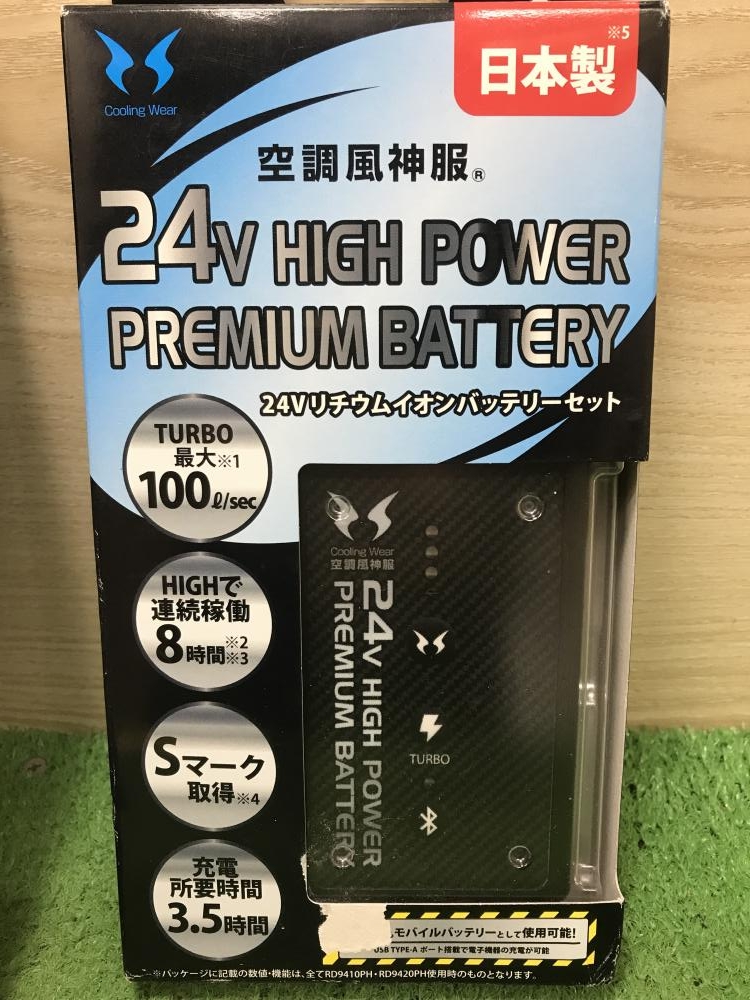 Cooling Wear
日本製※5
空調風神服®
24V HIGH POWER
PREMIUM BATTERY
24Vリチウムイオンバッテリーセット
TURBO
最大※1
100ℓ/sec
HIGHで
連続稼働
8時間※2
※3
Sマーク
取得※4
充電
所要時間
3.5時間
Cooling Wear
空調風神服
24V HIGH POWER
PREMIUM BATTERY
TURBO
モバイルバッテリーとして使用可能!
USB TYPE-A ポート搭載で電子機器の充電が可能
※パッケージに記載の数値・機能は、全てRD9410PH・RD9420PH使用時のものとなります。